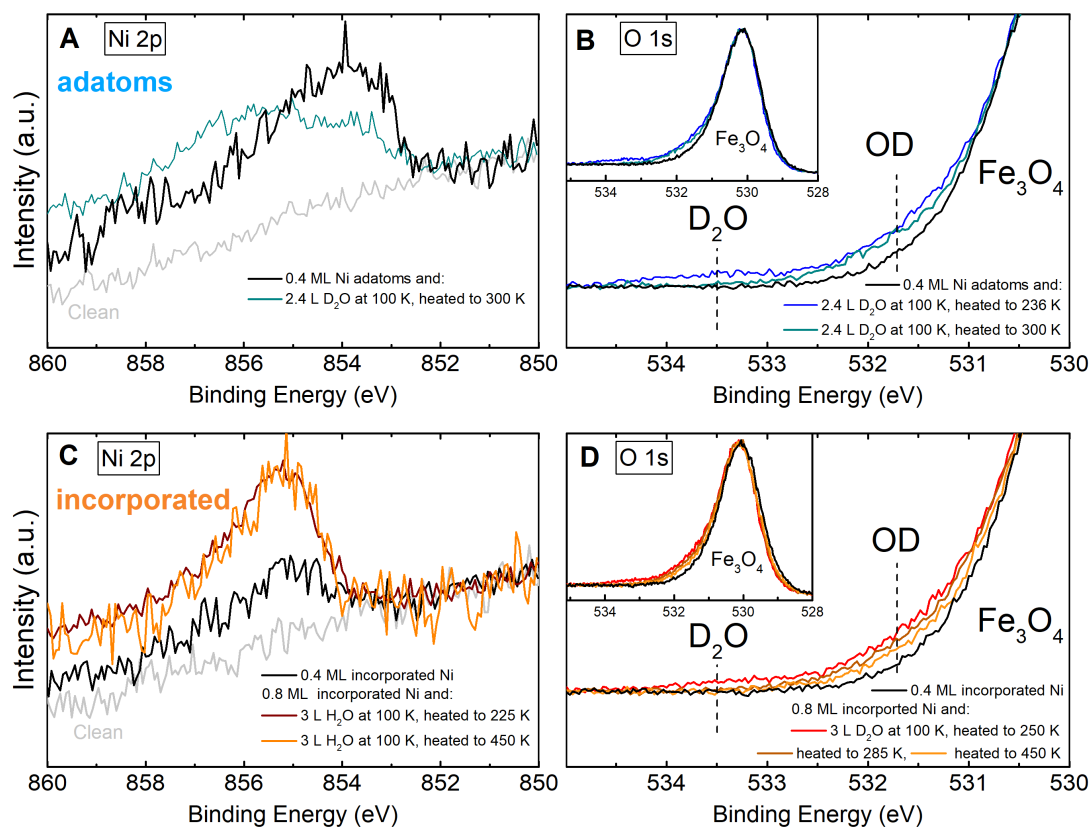 A Ni 2p
adatoms
Clean
0.4 ML Ni adatoms and:
2.4 L D2O at 100 K, heated to 300 K
Intensity (a.u.)
860 858 856 854 852 850
Binding Energy (eV)
B O 1s
Fe3O4
534 532 530 528
OD
Fe3O4
D2O
0.4 ML Ni adatoms and:
2.4 L D2O at 100 K, heated to 236 K
2.4 L D2O at 100 K, heated to 300 K
534 533 532 531 530
Binding Energy (eV)
C Ni 2p
incorporated
Clean
0.4 ML incorporated Ni
0.8 ML incorporated Ni and:
3 L H2O at 100 K, heated to 225 K
3 L H2O at 100 K, heated to 450 K
Intensity (a.u.)
860 858 856 854 852 850
Binding Energy (eV)
D O 1s
Fe3O4
534 532 530 528
OD
Fe3O4
D2O
0.4 ML incorporated Ni
0.8 ML incorported Ni and:
3 L D2O at 100 K, heated to 250 K
heated to 285 K, heated to 450 K
534 533 532 531 530
Binding Energy (eV)